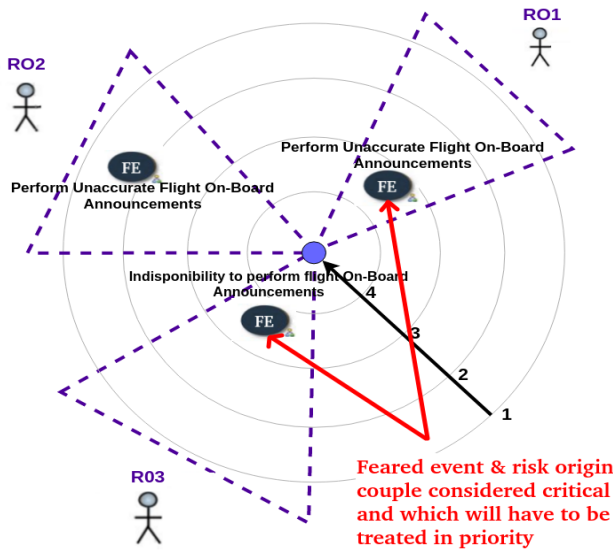 RO1
RO2
FE
Perform Unaccurate Flight On-Board
Announcements
Perform Unaccurate Flight On-Board
Announcements
FE
Indisponibility to perform flight On-Board
Announcements
FE
4
3
2
1
R03
Feared event & risk origin
couple considered critical
and which will have to be
treated in priority